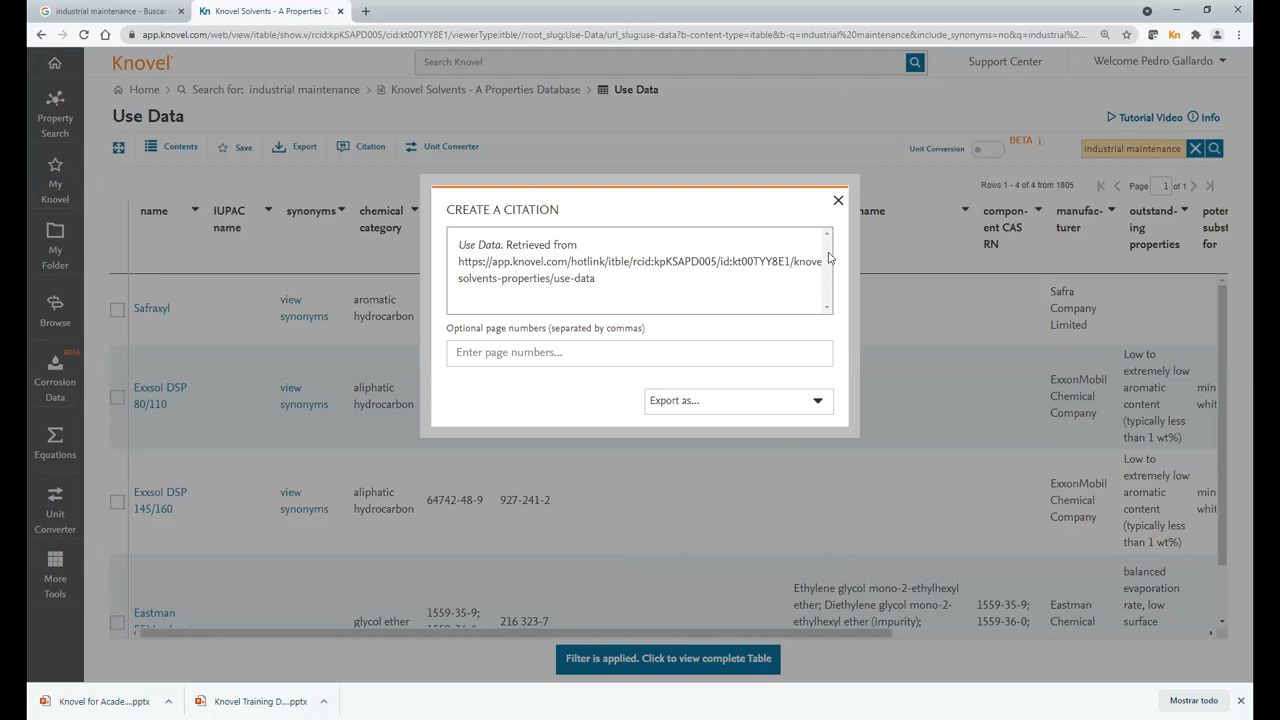 industrial maintenance - Buscar
Knovel Solvents - A Properties D
app.knovel.com/web/view/itable/show.v/rcid:kpKSAPD005/cid:kt00TYY8E1/viewerType:itble//root_slug:Use-Data/url_slug:use-data?b-content-type=itable&b-q=industrial%20maintenance&include_synonyms=no&q=industrial%2...
Kn
Knovel
Search Knovel
Support Center
Welcome Pedro Gallardo
Home > Search for: industrial maintenance > Knovel Solvents - A Properties Database > Use Data
Use Data
Tutorial Video
Info
Contents
Save
Export
Citation
Unit Converter
Unit Conversion
BETA
industrial maintenance
Rows 1 - 4 of 4 from 1805
Page 1 of 1
Property
Search
My
Knovel
My
Folder
Browse
BETA
Corrosion
Data
Equations
Unit
Converter
More
Tools
name
IUPAC
name
synonyms
chemical
category
name
compon-
ent CAS
RN
manufac-
turer
outstand-
ing
properties
CREATE A CITATION
Use Data. Retrieved from
https://app.knovel.com/hotlink/itble/rcid:kpKSAPD005/id:kt00TYY8E1/knove
solvents-properties/use-data
Optional page numbers (separated by commas)
Enter page numbers...
Export as...
Safraxyl
view
synonyms
aromatic
hydrocarbon
Safra
Company
Limited
Exxsol DSP
80/110
view
synonyms
aliphatic
hydrocarbon
ExxonMobil
Chemical
Company
Low to
extremely low
aromatic
content
(typically less
than 1 wt%)
min
whit
Exxsol DSP
145/160
view
synonyms
aliphatic
hydrocarbon
64742-48-9
927-241-2
ExxonMobil
Chemical
Company
Low to
extremely low
aromatic
content
(typically less
than 1 wt%)
min
whit
Eastman
glycol ether
1559-35-9;
216 323-7
Ethylene glycol mono-2-ethylhexyl
ether; Diethylene glycol mono-2-
ethylhexyl ether (impurity);
1559-35-9;
1559-36-0;
Eastman
Chemical
balanced
evaporation
rate, low
surface
Filter is applied. Click to view complete Table
Knovel for Acade....pptx
Knovel Training D....pptx
Mostrar todo